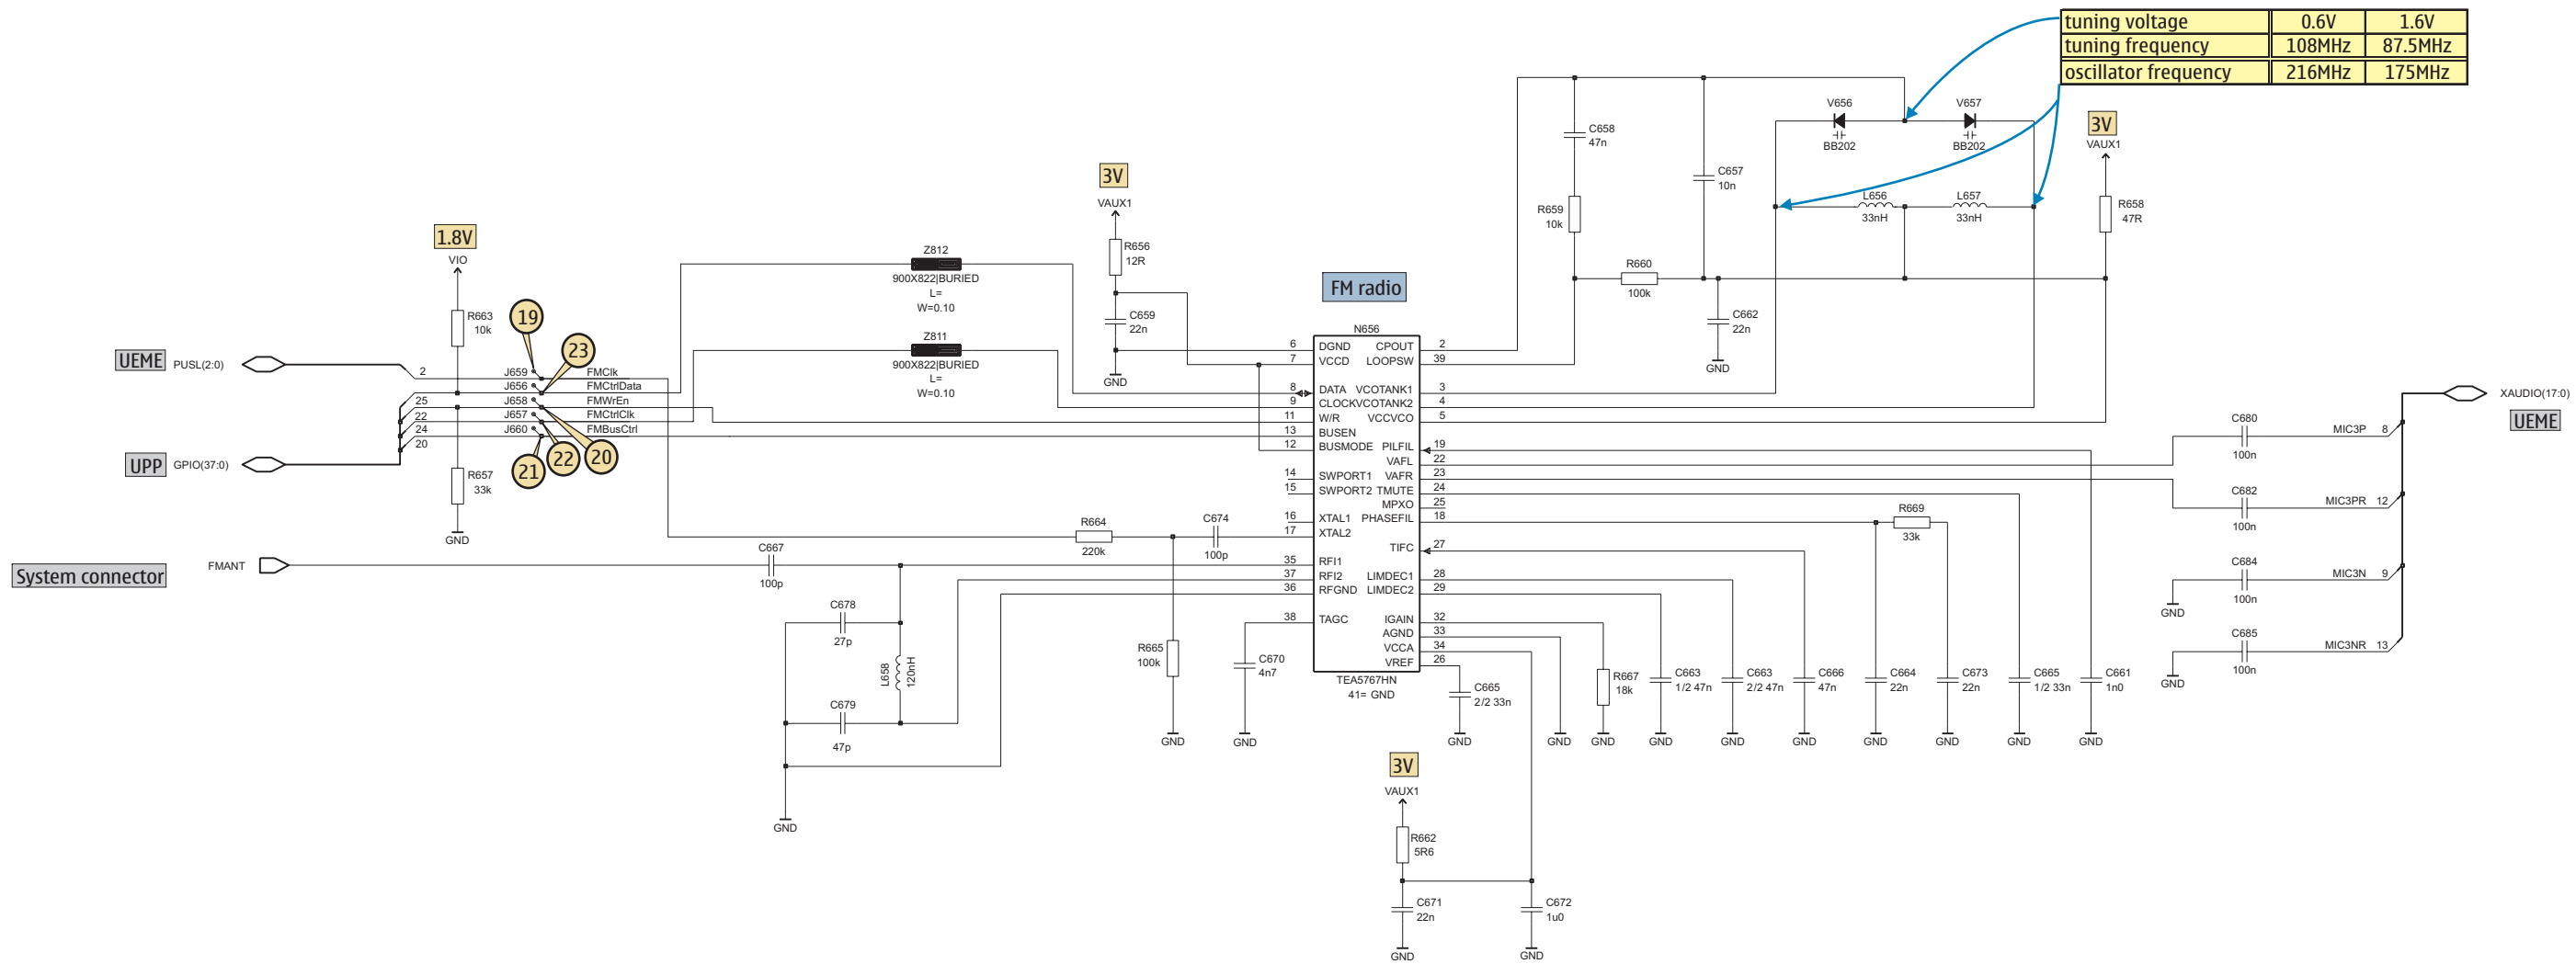 tuning voltage 0.6V 1.6V
tuning frequency 108MHz 87.5MHz
oscillator frequency 216MHz 175MHz
V656
BB202
V657
BB202
C658
47n
C657
10n
R659
10k
L656
33nH
L657
33nH
3V
VAUX1
R658
47R
R660
100k
C662
22n
GND
3V
VAUX1
R656
12R
C659
22n
GND
1.8V
VIO
R663
10k
Z812
900X822|BURIED
L=
W=0.10
Z811
900X822|BURIED
L=
W=0.10
19
23
UEME PUSL(2:0)
2 J659 FMClk
J656 FMCtrlData
25 J658 FMWrEn
22 J657 FMCtrlClk
24 J660 FMBusCtrl
20
UPP GPIO(37:0)
21
22
20
R657
33k
GND
System connector FMANT
C667
100p
C678
27p
L658
120nH
C679
47p
GND
R664
220k
C674
100p
R665
100k
GND
C670
4n7
GND
FM radio
N656
6 DGND CPOUT 2
7 VCCD LOOPSW 39
8 DATA VCOTANK1 3
9 CLOCK VCOTANK2 4
11 W/R VCCVCO 5
13 BUSEN
12 BUSMODE PILFIL 19
VAFL 22
14 SWPORT1 VAFR 23
15 SWPORT2 TMUTE 24
MPXO 25
16 XTAL1 PHASEFIL 18
17 XTAL2
TIFC 27
35 RFI1
37 RFI2 LIMDEC1 28
36 RFGND LIMDEC2 29
38 TAGC IGAIN 32
AGND 33
VCCA 34
VREF 26
TEA5767HN
41= GND
C665
2/2 33n
GND
GND
R667
18k
GND
C663
1/2 47n
GND
C663
2/2 47n
GND
C666
47n
GND
R669
33k
C664
22n
GND
C673
22n
GND
C665
1/2 33n
GND
C661
1n0
GND
3V
VAUX1
R662
5R6
C671
22n
GND
C672
1u0
GND
XAUDIO(17:0)
UEME
C680
100n
MIC3P 8
C682
100n
MIC3PR 12
C684
100n
MIC3N 9
GND
C685
100n
MIC3NR 13
GND